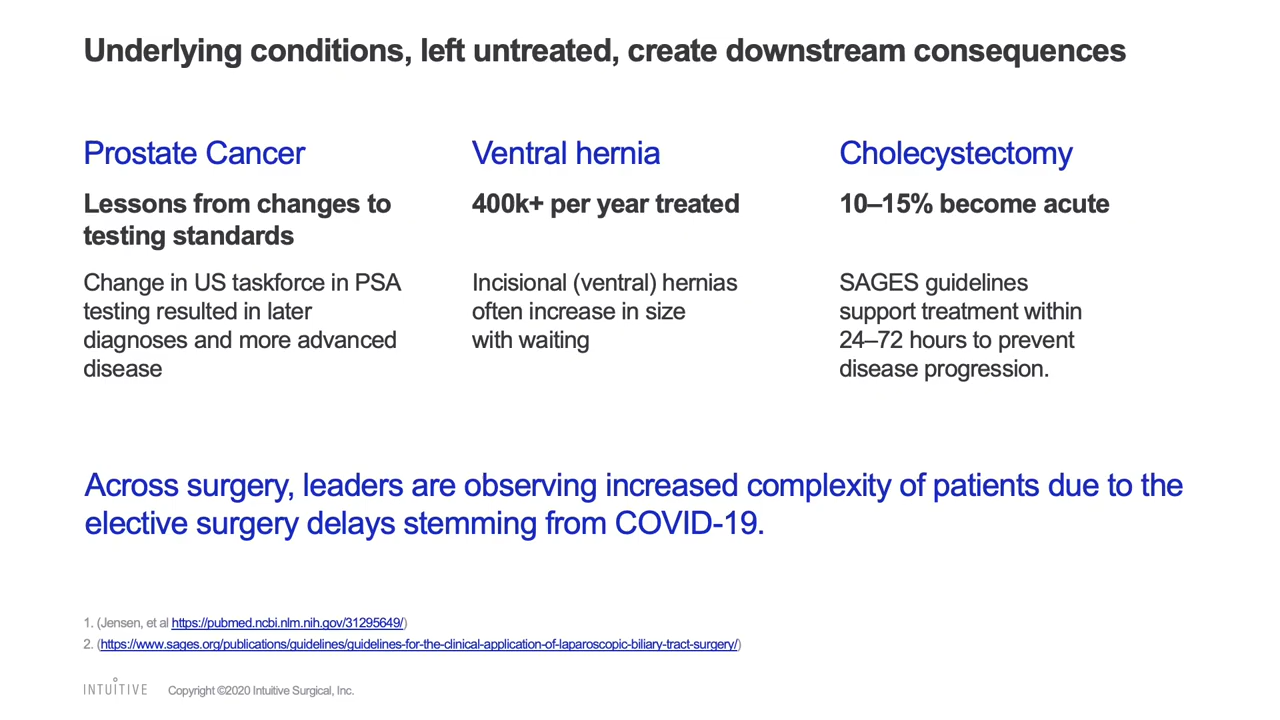 Underlying conditions, left untreated, create downstream consequences
Prostate Cancer
Lessons from changes to
testing standards
Change in US taskforce in PSA
testing resulted in later
diagnoses and more advanced
disease
Ventral hernia
400k+ per year treated
Incisional (ventral) hernias
often increase in size
with waiting
Cholecystectomy
10–15% become acute
SAGES guidelines
support treatment within
24–72 hours to prevent
disease progression.
Across surgery, leaders are observing increased complexity of patients due to the
elective surgery delays stemming from COVID-19.
1. (Jensen, et al https://pubmed.ncbi.nlm.nih.gov/31295649/)
2. (https://www.sages.org/publications/guidelines/guidelines-for-the-clinical-application-of-laparoscopic-biliary-tract-surgery/)
INTUITIVE Copyright ©2020 Intuitive Surgical, Inc.